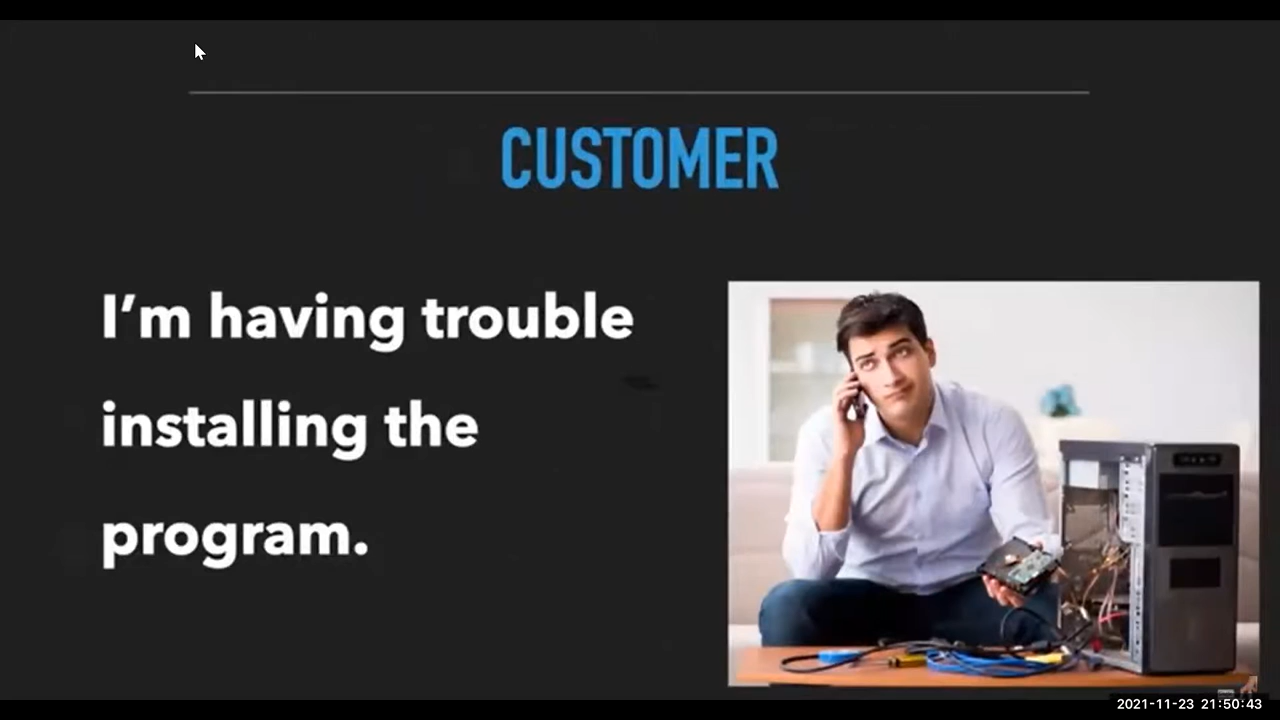 CUSTOMER
I’m having trouble
installing the
program.
2021-11-23 21:50:43